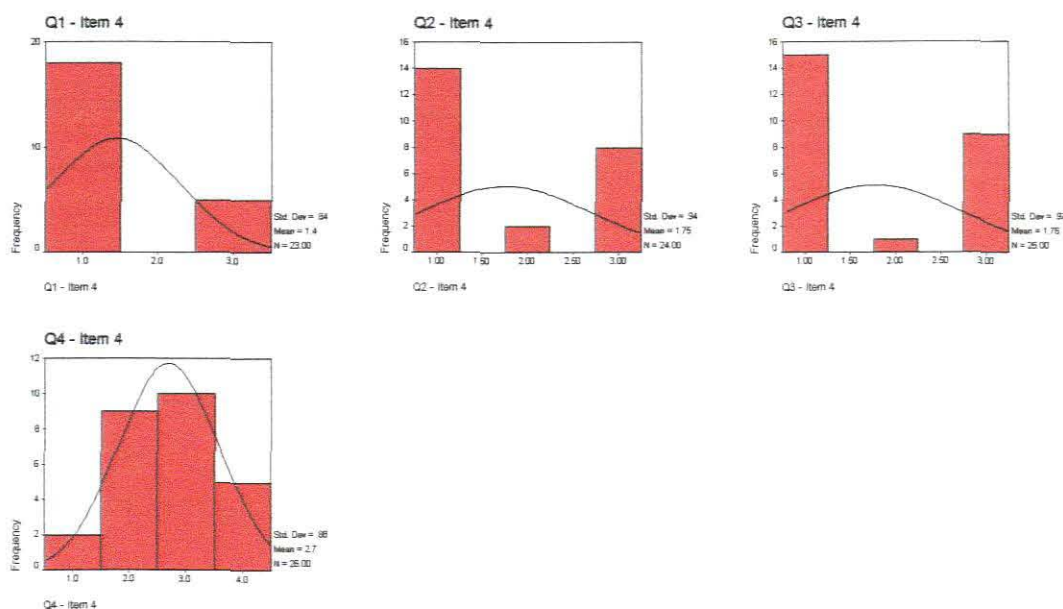 Q1 - Item 4
20
10
0
Frequency
1.0 2.0 3.0
Std. Dev = .84
Mean = 1.4
N = 23.00
Q1 - Item 4
Q2 - Item 4
16
14
12
10
8
6
4
2
0
Frequency
1.00 1.50 2.00 2.50 3.00
Std. Dev = .94
Mean = 1.75
N = 24.00
Q2 - Item 4
Q3 - Item 4
16
14
12
10
8
6
4
2
0
Frequency
1.00 1.50 2.00 2.50 3.00
Std. Dev =
Mean = 1.76
N = 25.00
Q3 - Item 4
Q4 - Item 4
12
10
8
6
4
2
0
Frequency
1.0 2.0 3.0 4.0
Std. Dev = .88
Mean = 2.7
N = 26.00
Q4 - Item 4